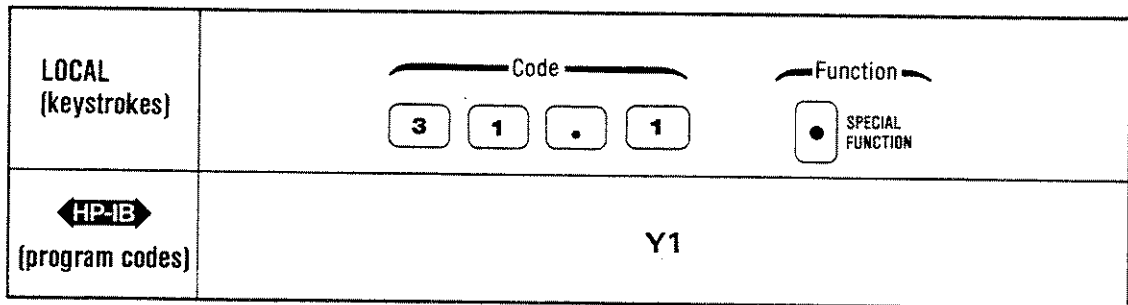 LOCAL
(keystrokes)
Code
Function
3 1 . 1
SPECIAL
FUNCTION
HP-IB
(program codes)
Y1